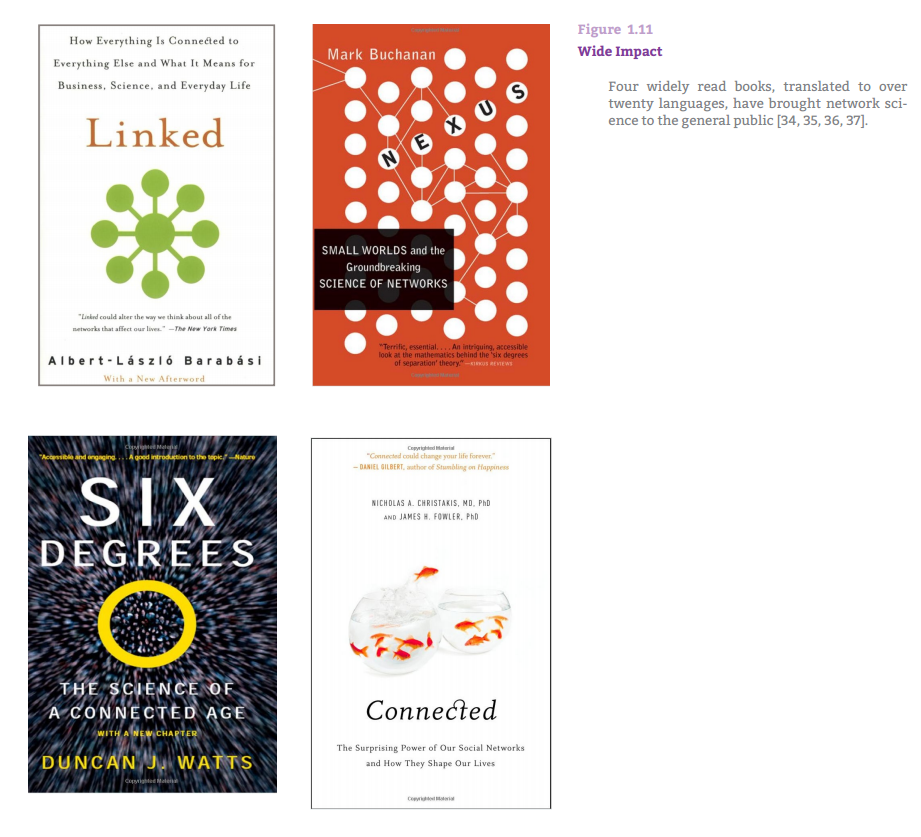 How Everything Is Connected to
Everything Else and What It Means for
Business, Science, and Everyday Life
Linked
"Linked could alter the way we think about all of the
networks that affect our lives." —The New York Times
Albert-László Barabási
With a New Afterword
Copyrighted Material
Mark Buchanan
NEXUS
SMALL WORLDS and the
Groundbreaking
SCIENCE OF NETWORKS
"Terrific, essential. . . . An intriguing, accessible
look at the mathematics behind the 'six degrees
of separation' theory."—KIRKUS REVIEWS
Copyrighted Material
Figure 1.11
Wide Impact
Four widely read books, translated to over
twenty languages, have brought network sci-
ence to the general public [34, 35, 36, 37].
Copyrighted Material
"Accessible and engaging. . . . A good introduction to the topic." —Nature
SIX
DEGREES
THE SCIENCE OF
A CONNECTED AGE
WITH A NEW CHAPTER
DUNCAN J. WATTS
Copyrighted Material
Copyrighted Material
"Connected could change your life forever."
— DANIEL GILBERT, author of Stumbling on Happiness
NICHOLAS A. CHRISTAKIS, MD, PhD
AND JAMES H. FOWLER, PhD
Connected
The Surprising Power of Our Social Networks
and How They Shape Our Lives
Copyrighted Material